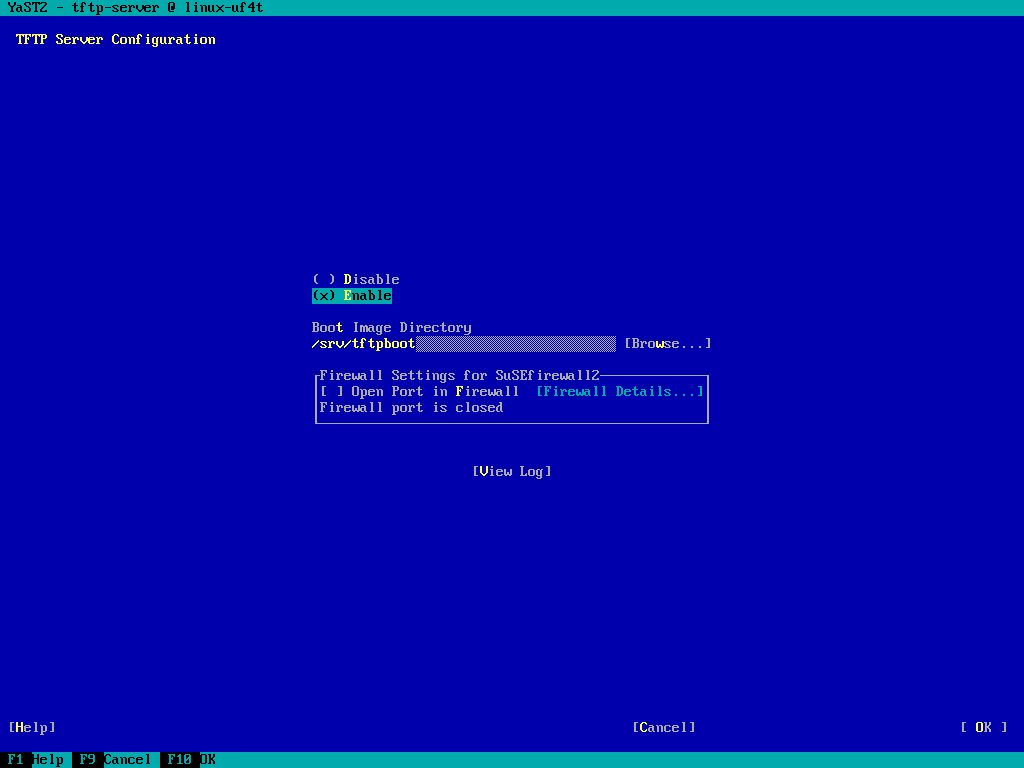 YaST2 - tftp-server @ linux-uf4t
TFTP Server Configuration
( ) Disable
(x) Enable
Boot Image Directory
/srv/tftpboot [Browse...]
Firewall Settings for SuSEfirewall2
[ ] Open Port in Firewall [Firewall Details...]
Firewall port is closed
[View Log]
[Help] [Cancel] [ OK ]
F1 Help F9 Cancel F10 OK